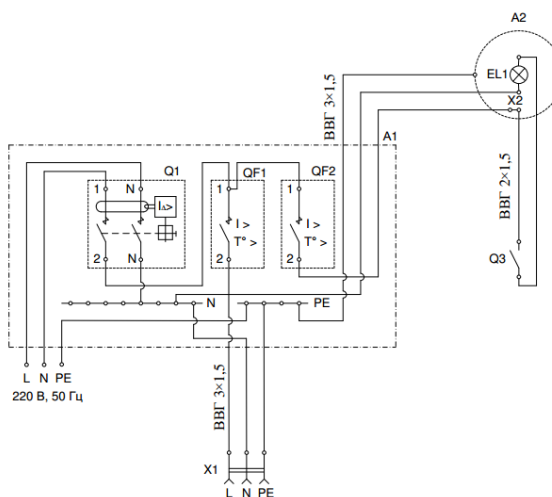 A2
EL1
X2
ВВГ 3×1,5
A1
Q1
QF1
QF2
1
N
I∆>
1
I >
T° >
1
I >
T° >
2
N
2
2
ВВГ 2×1,5
Q3
N
PE
L N PE
220 В, 50 Гц
ВВГ 3×1,5
X1
L N PE